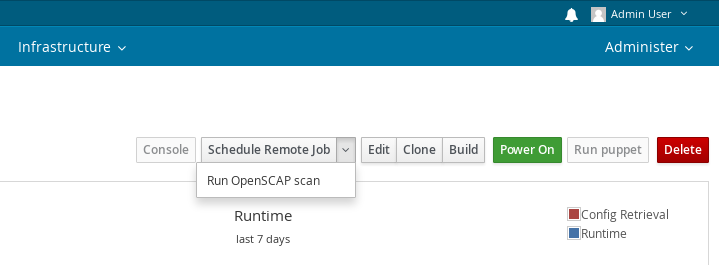 Admin User
Infrastructure Administer
Console Schedule Remote Job Edit Clone Build Power On Run puppet Delete
Run OpenSCAP scan
Runtime
last 7 days
Config Retrieval
Runtime